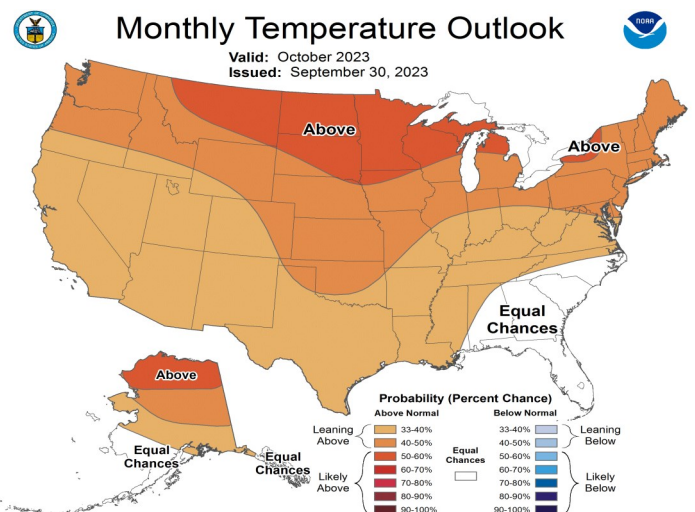 Monthly Temperature Outlook
NOAA
Valid: October 2023
Issued: September 30, 2023
Above
Above
Equal
Chances
Above
Equal
Chances
Equal
Chances
Probability (Percent Chance)
Above Normal
Below Normal
Leaning
Above
33-40%
40-50%
Likely
Above
50-60%
60-70%
70-80%
80-90%
90-100%
Equal
Chances
33-40%
40-50%
Leaning
Below
50-60%
60-70%
70-80%
80-90%
90-100%
Likely
Below